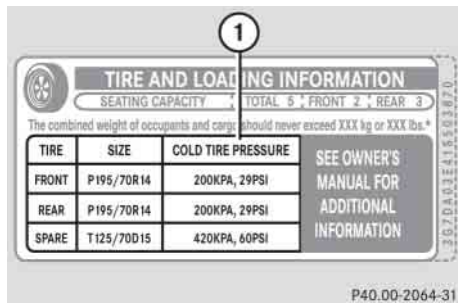 1
TIRE AND LOADING INFORMATION
SEATING CAPACITY TOTAL 5 FRONT 2 REAR 3
The combined weight of occupants and cargo should never exceed XXX kg or XXX lbs.*
TIRE SIZE COLD TIRE PRESSURE
SEE OWNER'S MANUAL FOR ADDITIONAL INFORMATION
FRONT P195/70R14 200KPA, 29PSI
REAR P195/70R14 200KPA, 29PSI
SPARE T125/70D15 420KPA, 60PSI
P40.00-2064-31